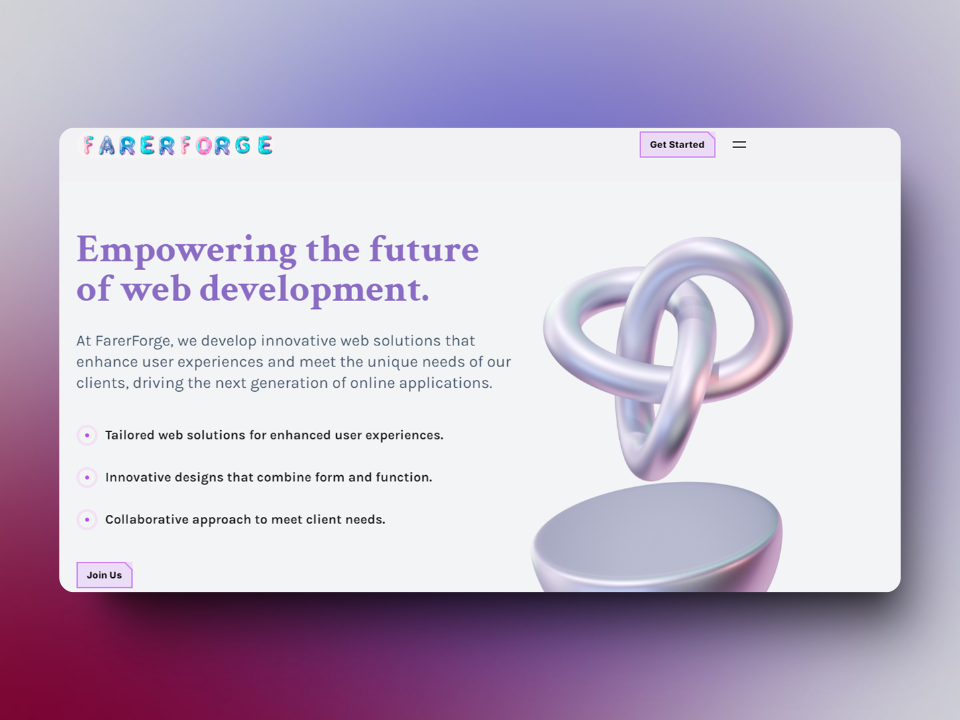 FARERFORGE
Get Started
Empowering the future
of web development.
At FarerForge, we develop innovative web solutions that
enhance user experiences and meet the unique needs of our
clients, driving the next generation of online applications.
Tailored web solutions for enhanced user experiences.
Innovative designs that combine form and function.
Collaborative approach to meet client needs.
Join Us